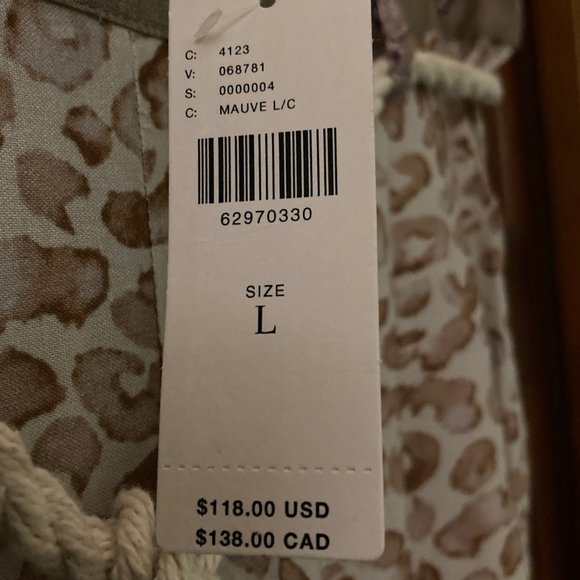 C: 4123
V: 068781
S: 0000004
C: MAUVE L/C
62970330
SIZE
L
$118.00 USD
$138.00 CAD